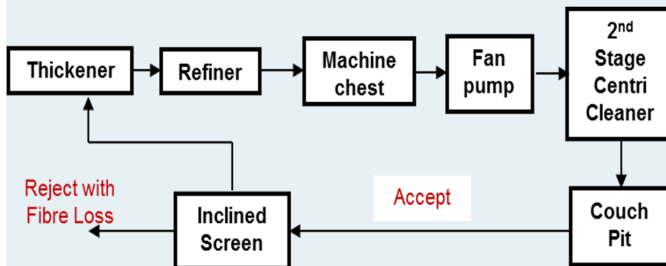 Thickener
Refiner
Machine
chest
Fan
pump
2nd
Stage
Centri
Cleaner
Reject with
Fibre Loss
Inclined
Screen
Accept
Couch
Pit